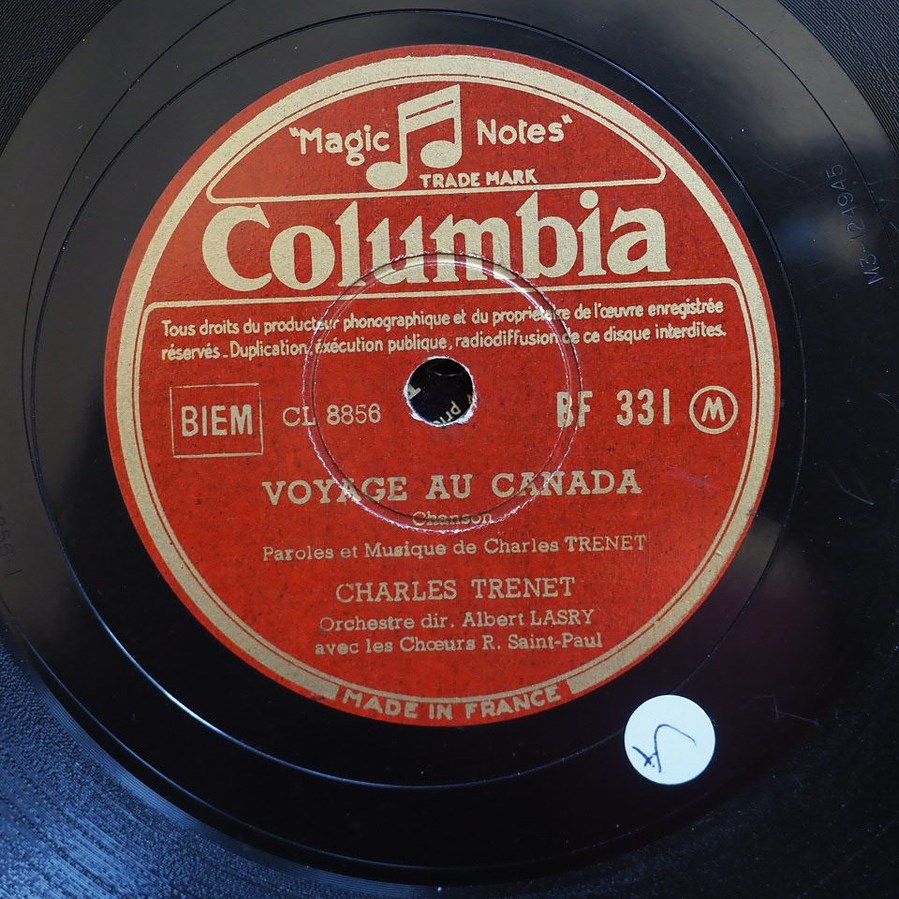 "Magic Notes"
TRADE MARK
Columbia
Tous droits du producteur phonographique et du propriétaire de l'œuvre enregistrée
réservés _ Duplication, exécution publique, radiodiffusion de ce disque interdites.
BIEM CL 8856 BF 331 M
VOYAGE AU CANADA
Chanson
Paroles et Musique de Charles TRENET
CHARLES TRENET
Orchestre dir. Albert LASRY
avec les Chœurs R. Saint-Paul
MADE IN FRANCE
M3-124945